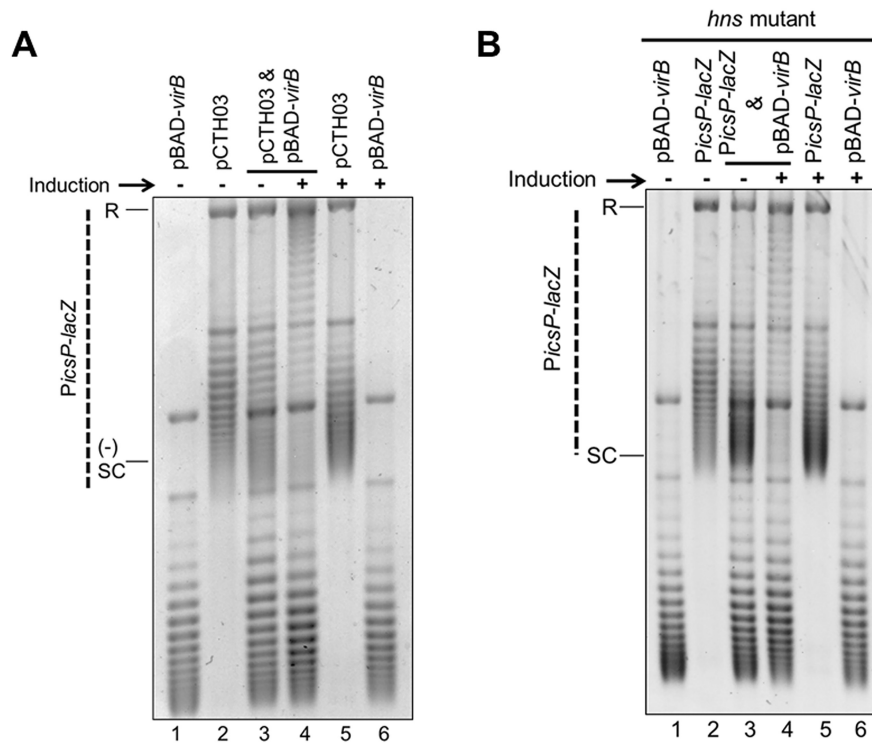 A
pBAD-virB
pCTH03
pCTH03 &
pBAD-virB
pCTH03
pBAD-virB
Induction
- - - + + +
R
PicsP-lacZ
(-)
SC
1 2 3 4 5 6
B
hns mutant
pBAD-virB
PicsP-lacZ
PicsP-lacZ
&
pBAD-virB
PicsP-lacZ
pBAD-virB
Induction
- - - + + +
R
PicsP-lacZ
SC
1 2 3 4 5 6